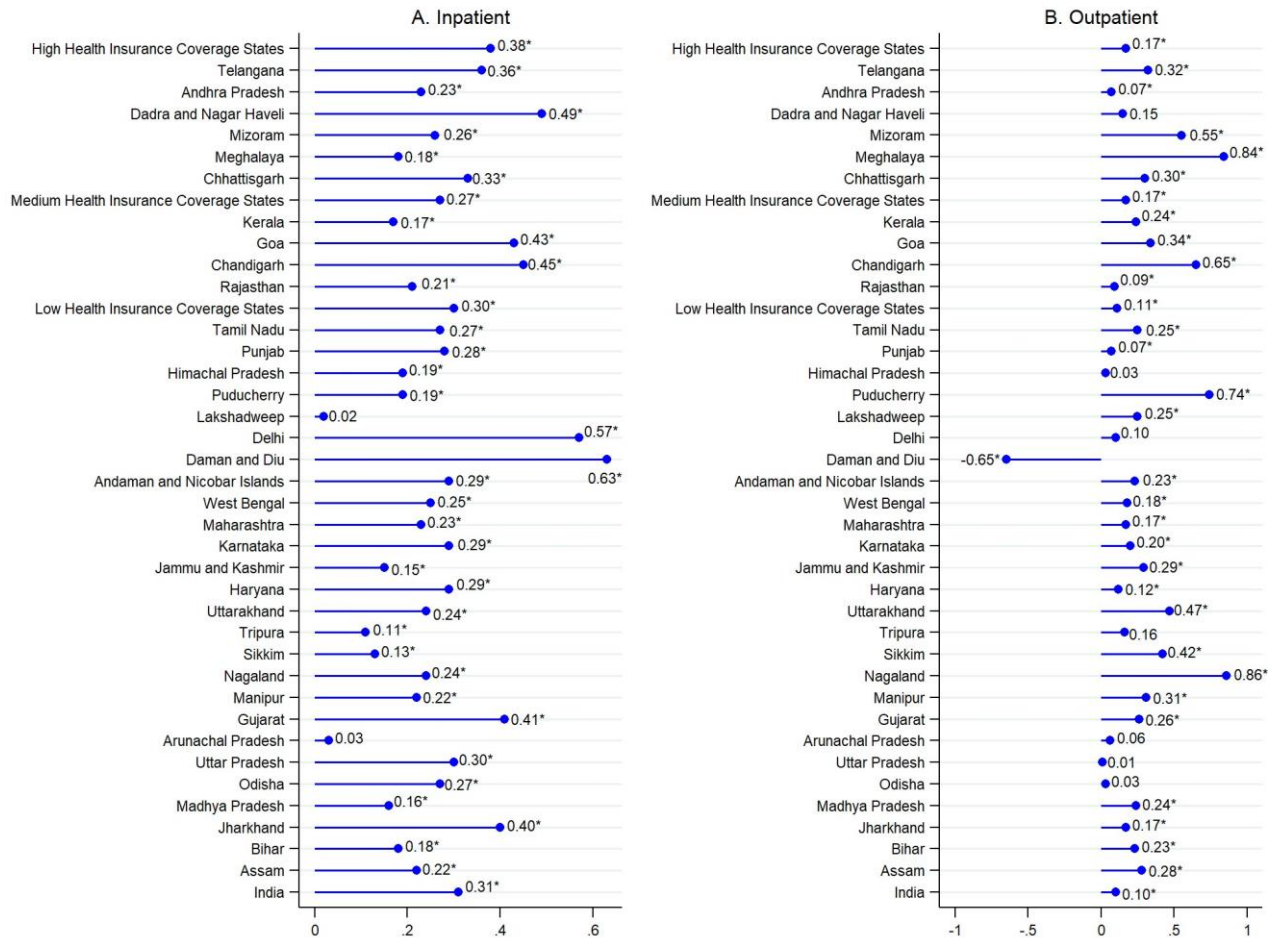 A. Inpatient
High Health Insurance Coverage States 0.38*
Telangana 0.36*
Andhra Pradesh 0.23*
Dadra and Nagar Haveli 0.49*
Mizoram 0.26*
Meghalaya 0.18*
Chhattisgarh 0.33*
Medium Health Insurance Coverage States 0.27*
Kerala 0.17*
Goa 0.43*
Chandigarh 0.45*
Rajasthan 0.21*
Low Health Insurance Coverage States 0.30*
Tamil Nadu 0.27*
Punjab 0.28*
Himachal Pradesh 0.19*
Puducherry 0.19*
Lakshadweep 0.02
Delhi 0.57*
Daman and Diu 0.63*
Andaman and Nicobar Islands 0.29*
West Bengal 0.25*
Maharashtra 0.23*
Karnataka 0.29*
Jammu and Kashmir 0.15*
Haryana 0.29*
Uttarakhand 0.24*
Tripura 0.11*
Sikkim 0.13*
Nagaland 0.24*
Manipur 0.22*
Gujarat 0.41*
Arunachal Pradesh 0.03
Uttar Pradesh 0.30*
Odisha 0.27*
Madhya Pradesh 0.16*
Jharkhand 0.40*
Bihar 0.18*
Assam 0.22*
India 0.31*
0 .2 .4 .6
B. Outpatient
High Health Insurance Coverage States 0.17*
Telangana 0.32*
Andhra Pradesh 0.07*
Dadra and Nagar Haveli 0.15
Mizoram 0.55*
Meghalaya 0.84*
Chhattisgarh 0.30*
Medium Health Insurance Coverage States 0.17*
Kerala 0.24*
Goa 0.34*
Chandigarh 0.65*
Rajasthan 0.09*
Low Health Insurance Coverage States 0.11*
Tamil Nadu 0.25*
Punjab 0.07*
Himachal Pradesh 0.03
Puducherry 0.74*
Lakshadweep 0.25*
Delhi 0.10
Daman and Diu -0.65*
Andaman and Nicobar Islands 0.23*
West Bengal 0.18*
Maharashtra 0.17*
Karnataka 0.20*
Jammu and Kashmir 0.29*
Haryana 0.12*
Uttarakhand 0.47*
Tripura 0.16
Sikkim 0.42*
Nagaland 0.86*
Manipur 0.31*
Gujarat 0.26*
Arunachal Pradesh 0.06
Uttar Pradesh 0.01
Odisha 0.03
Madhya Pradesh 0.24*
Jharkhand 0.17*
Bihar 0.23*
Assam 0.28*
India 0.10*
-1 -.5 0 .5 1